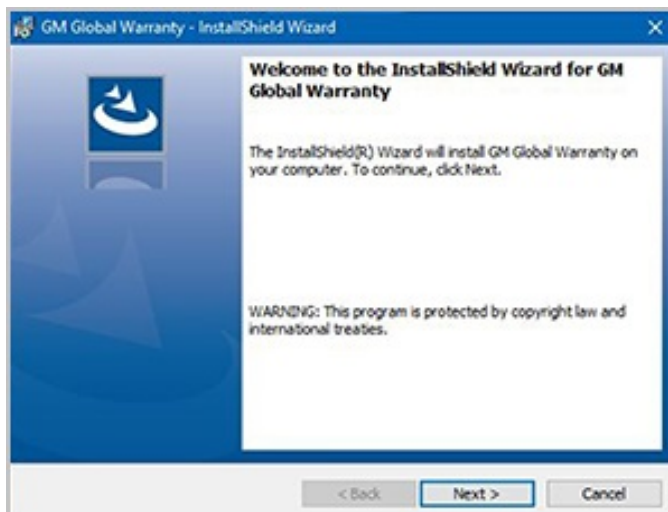 GM Global Warranty - InstallShield Wizard
Welcome to the InstallShield Wizard for GM
Global Warranty
The InstallShield(R) Wizard will install GM Global Warranty on
your computer. To continue, click Next.
WARNING: This program is protected by copyright law and
international treaties.
< Back
Next >
Cancel